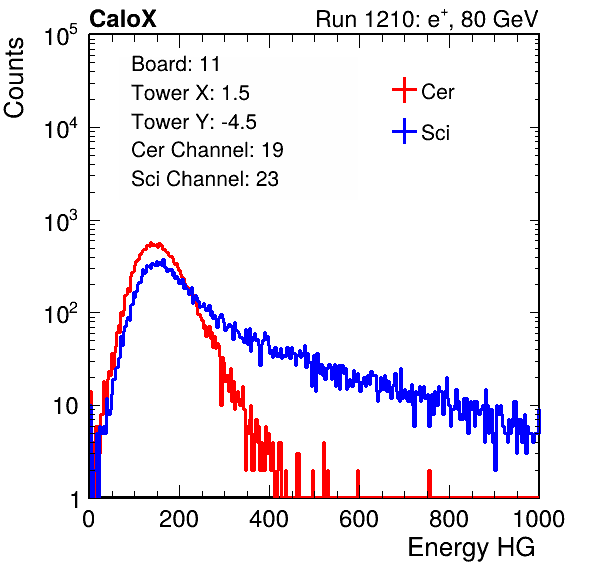 CaloX Run 1210: e⁺, 80 GeV
Counts
10⁵
10⁴
10³
10²
10
1
Board: 11
Tower X: 1.5
Tower Y: -4.5
Cer Channel: 19
Sci Channel: 23
Cer
Sci
0 200 400 600 800 1000
Energy HG